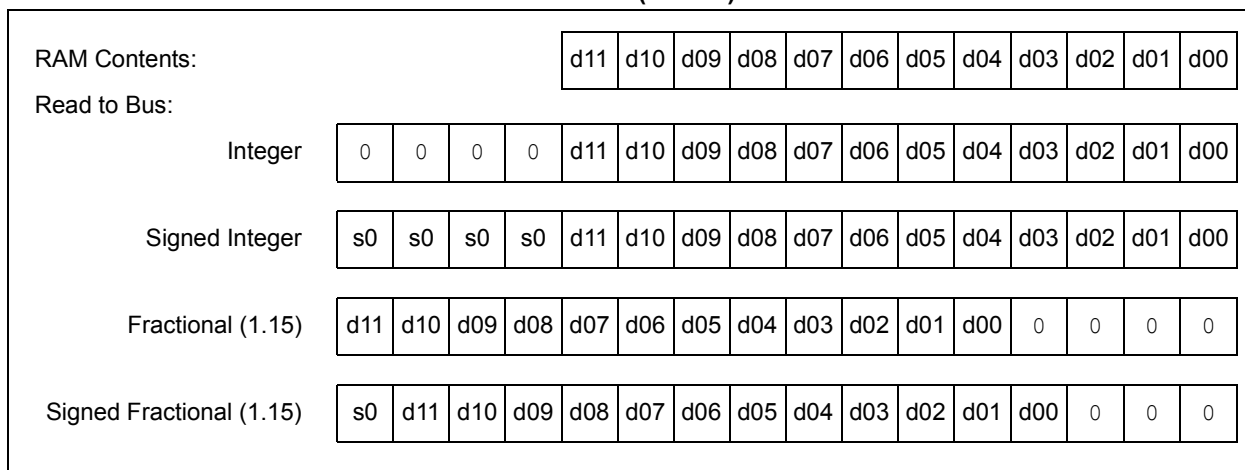 RAM Contents: d11 d10 d09 d08 d07 d06 d05 d04 d03 d02 d01 d00
Read to Bus:
Integer 0 0 0 0 d11 d10 d09 d08 d07 d06 d05 d04 d03 d02 d01 d00
Signed Integer s0 s0 s0 s0 d11 d10 d09 d08 d07 d06 d05 d04 d03 d02 d01 d00
Fractional (1.15) d11 d10 d09 d08 d07 d06 d05 d04 d03 d02 d01 d00 0 0 0 0
Signed Fractional (1.15) s0 d11 d10 d09 d08 d07 d06 d05 d04 d03 d02 d01 d00 0 0 0